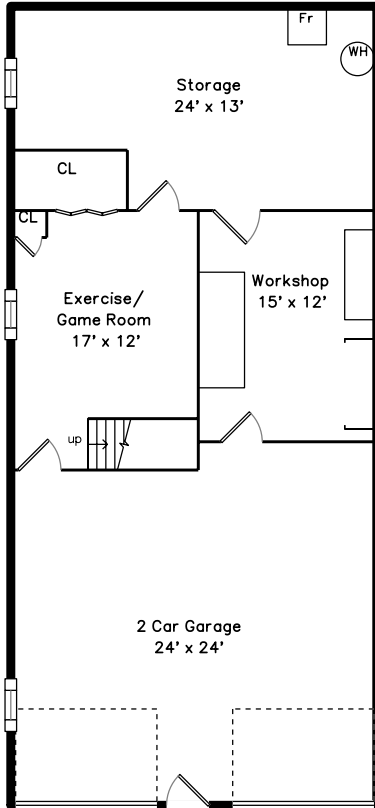 Fr
WH
Storage
24' x 13'
CL
CL
Workshop
15' x 12'
Exercise/
Game Room
17' x 12'
up
2 Car Garage
24' x 24'